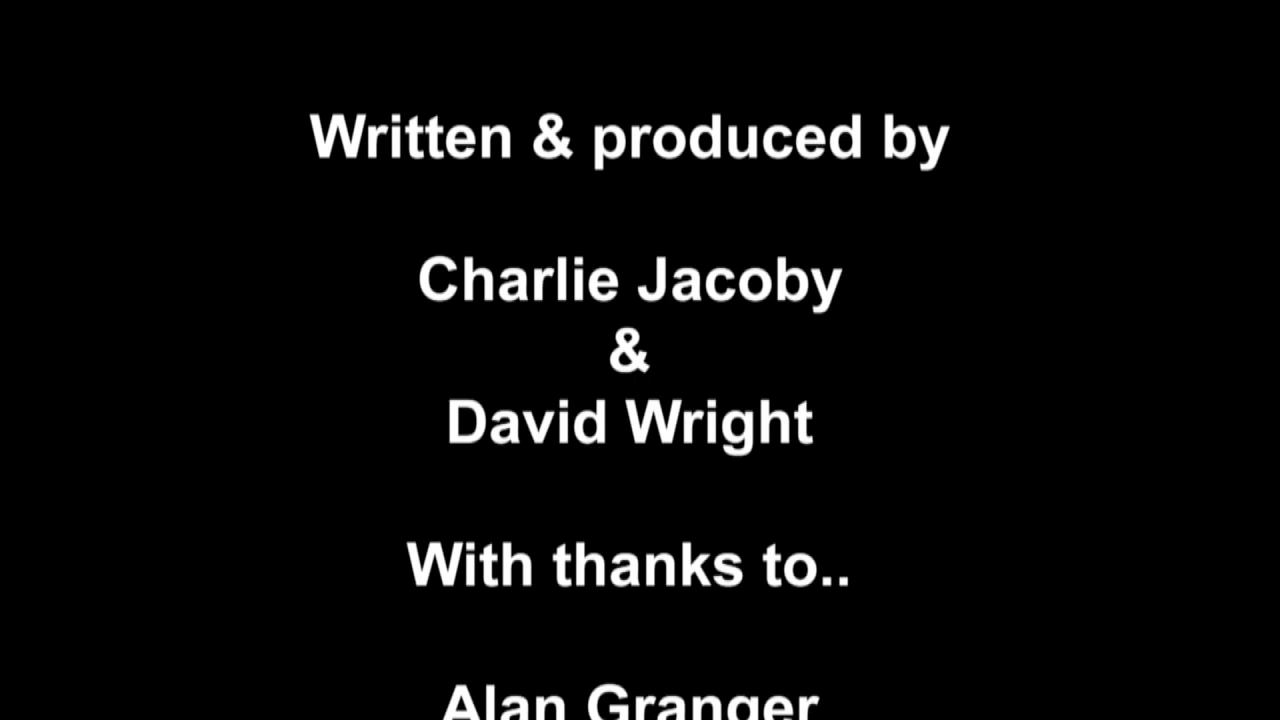 Written & produced by
Charlie Jacoby
&
David Wright
With thanks to..
Alan Granger